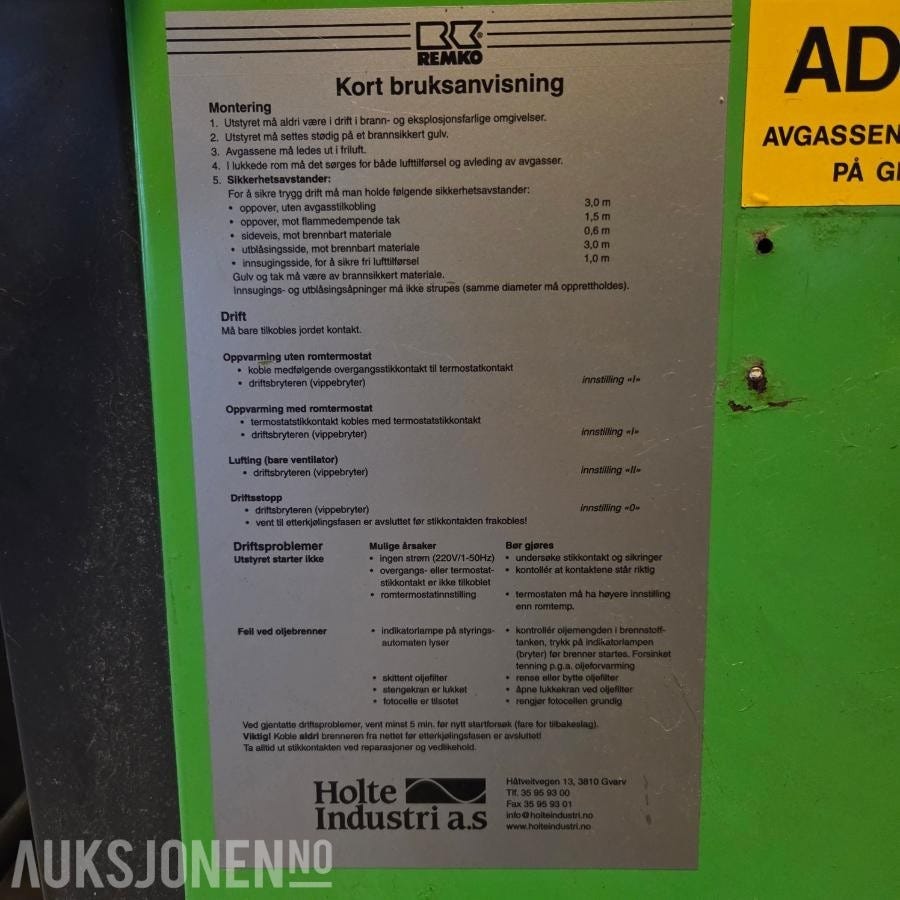 REMKO
Kort bruksanvisning
Montering
1. Utstyret må aldri være i drift i brann- og eksplosjonsfarlige omgivelser.
2. Utstyret må settes stødig på et brannsikkert gulv.
3. Avgassene må ledes ut i friluft.
4. I lukkede rom må det sørges for både lufttilførsel og avleding av avgasser.
5. Sikkerhetsavstander:
For å sikre trygg drift må man holde følgende sikkerhetsavstander:
• oppover, uten avgasstilkobling 3,0 m
• oppover, mot flammedempende tak 1,5 m
• sideveis, mot brennbart materiale 0,6 m
• utblåsingsside, mot brennbart materiale 3,0 m
• innsugingsside, for å sikre fri lufttilførsel 1,0 m
Gulv og tak må være av brannsikkert materiale.
Innsugings- og utblåsingsåpninger må ikke strupes (samme diameter må opprettholdes).
Drift
Må bare tilkobles jordet kontakt.
Oppvarming uten romtermostat
• koble medfølgende overgangsstikkontakt til termostatkontakt
• driftsbryteren (vippebryter) innstilling «I»
Oppvarming med romtermostat
• termostatstikkontakt kobles med termostatstikkontakt
• driftsbryteren (vippebryter) innstilling «I»
Lufting (bare ventilator)
• driftsbryteren (vippebryter) innstilling «II»
Driftsstopp
• driftsbryteren (vippebryter) innstilling «0»
• vent til etterkjølingsfasen er avsluttet før stikkontakten frakobles!
Driftsproblemer Mulige årsaker Bør gjøres
Utstyret starter ikke • ingen strøm (220V/1-50Hz) • undersøke stikkontakt og sikringer
• overgangs- eller termostat- • kontollér at kontaktene står riktig
stikkontakt er ikke tilkoblet
• romtermostatinnstilling • termostaten må ha høyere innstilling
enn romtemp.
Feil ved oljebrenner • indikatorlampe på styrings- • kontrollér oljemengden i brennstoff-
automaten lyser tanken, trykk på indikatorlampen
(bryter) før brenner startes. Forsinket
tenning p.g.a. oljeforvarming
• skittent oljefilter • rense eller bytte oljefilter
• stengekran er lukket • åpne lukkekran ved oljefilter
• fotocelle er tilsotet • rengjør fotocellen grundig
Ved gjentatte driftsproblemer, vent minst 5 min. før nytt startforsøk (fare for tilbakeslag).
Viktig! Koble aldri brenneren fra nettet før etterkjølingsfasen er avsluttet!
Ta alltid ut stikkontakten ved reparasjoner og vedlikehold.
Holte
Industri a.s
Håtveitvegen 13, 3810 Gvarv
Tlf. 35 95 93 00
Fax 35 95 93 01
info@holteindustri.no
www.holteindustri.no
AD
AVGASSEN
PÅ
AUKSJONEN.NO